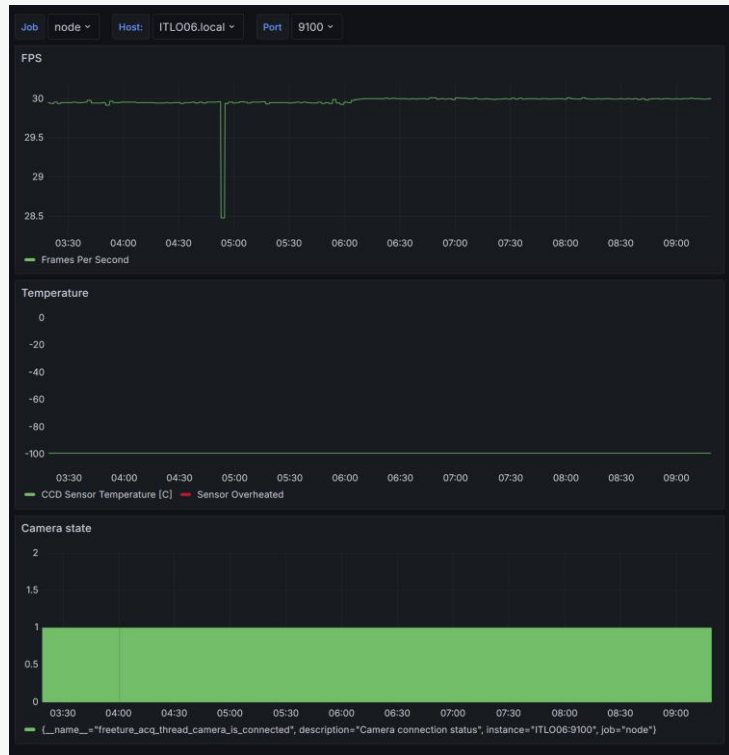 Job node Host: ITLO06.local Port 9100
FPS
30
29.5
29
28.5
03:30 04:00 04:30 05:00 05:30 06:00 06:30 07:00 07:30 08:00 08:30 09:00
Frames Per Second
Temperature
0
-20
-40
-60
-80
-100
03:30 04:00 04:30 05:00 05:30 06:00 06:30 07:00 07:30 08:00 08:30 09:00
CCD Sensor Temperature [C] Sensor Overheated
Camera state
2
1.5
1
0.5
0
03:30 04:00 04:30 05:00 05:30 06:00 06:30 07:00 07:30 08:00 08:30 09:00
{__name__="freeture_acq_thread_camera_is_connected", description="Camera connection status", instance="ITLO06:9100", job="node"}